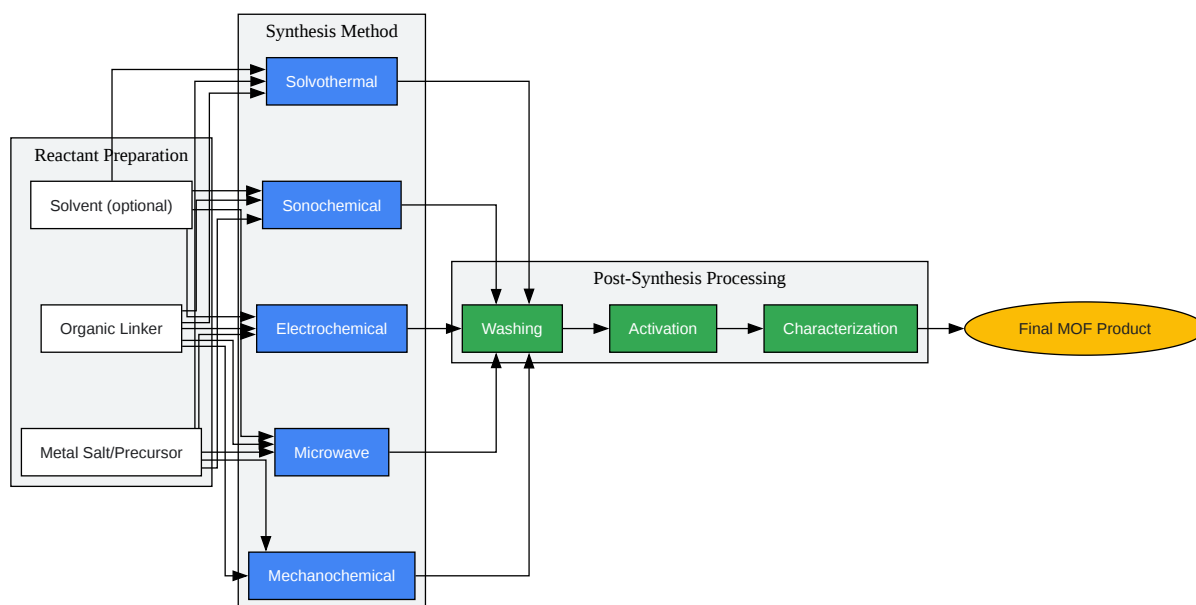 Synthesis Method
Solvothermal
Reactant Preparation
Solvent (optional)
Sonochemical
Post-Synthesis Processing
Organic Linker
Electrochemical
Washing
Activation
Characterization
Final MOF Product
Metal Salt/Precursor
Microwave
Mechanochemical